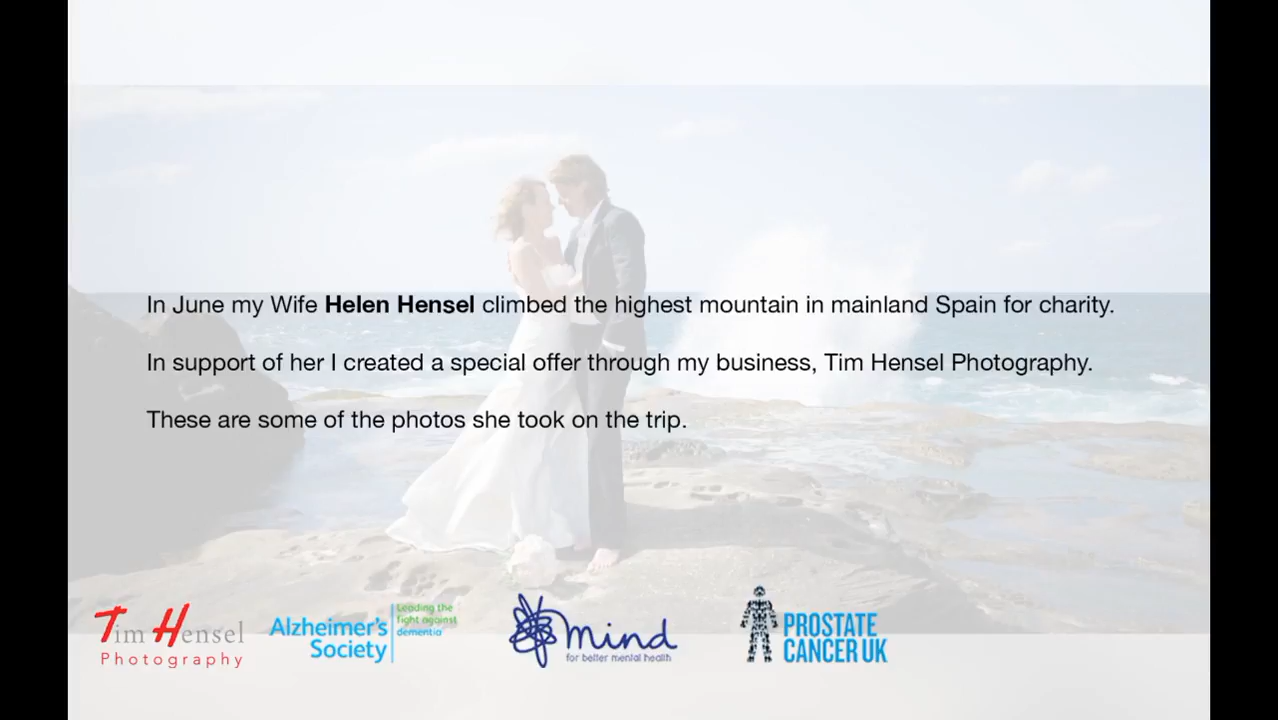 In June my Wife Helen Hensel climbed the highest mountain in mainland Spain for charity.
In support of her I created a special offer through my business, Tim Hensel Photography.
These are some of the photos she took on the trip.
Tim Hensel
Photography
Alzheimer's
Society
Leading the
fight against
dementia
mind
for better mental health
PROSTATE
CANCER UK